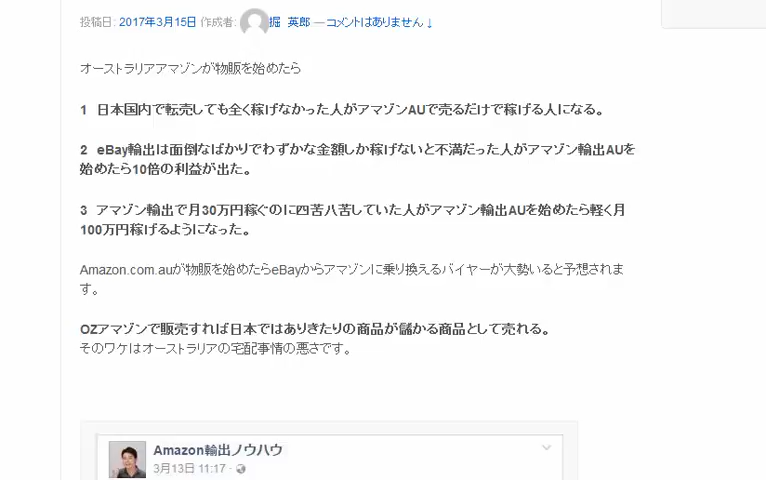 投稿日: 2017年3月15日 作成者: 堀 英郎 — コメントはありません ↓
オーストラリアアマゾンが物販を始めたら
1 日本国内で転売しても全く稼げなかった人がアマゾンAUで売るだけで稼げる人になる。
2 eBay輸出は面倒なばかりでわずかな金額しか稼げないと不満だった人がアマゾン輸出AUを
始めたら10倍の利益が出た。
3 アマゾン輸出で月30万円稼ぐのに四苦八苦していた人がアマゾン輸出AUを始めたら軽く月
100万円稼げるようになった。
Amazon.com.auが物販を始めたらeBayからアマゾンに乗り換えるバイヤーが大勢いると予想されま
す。
OZアマゾンで販売すれば日本ではありきたりの商品が儲かる商品として売れる。
そのワケはオーストラリアの宅配事情の悪さです。
Amazon輸出ノウハウ
3月13日 11:17 ·